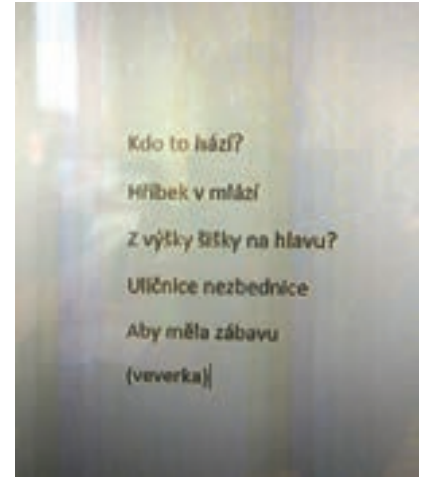 Kdo to hází?
Hříbek v mlází
Z výšky šišky na hlavu?
Uličnice nezbednice
Aby měla zábavu
(veverka)